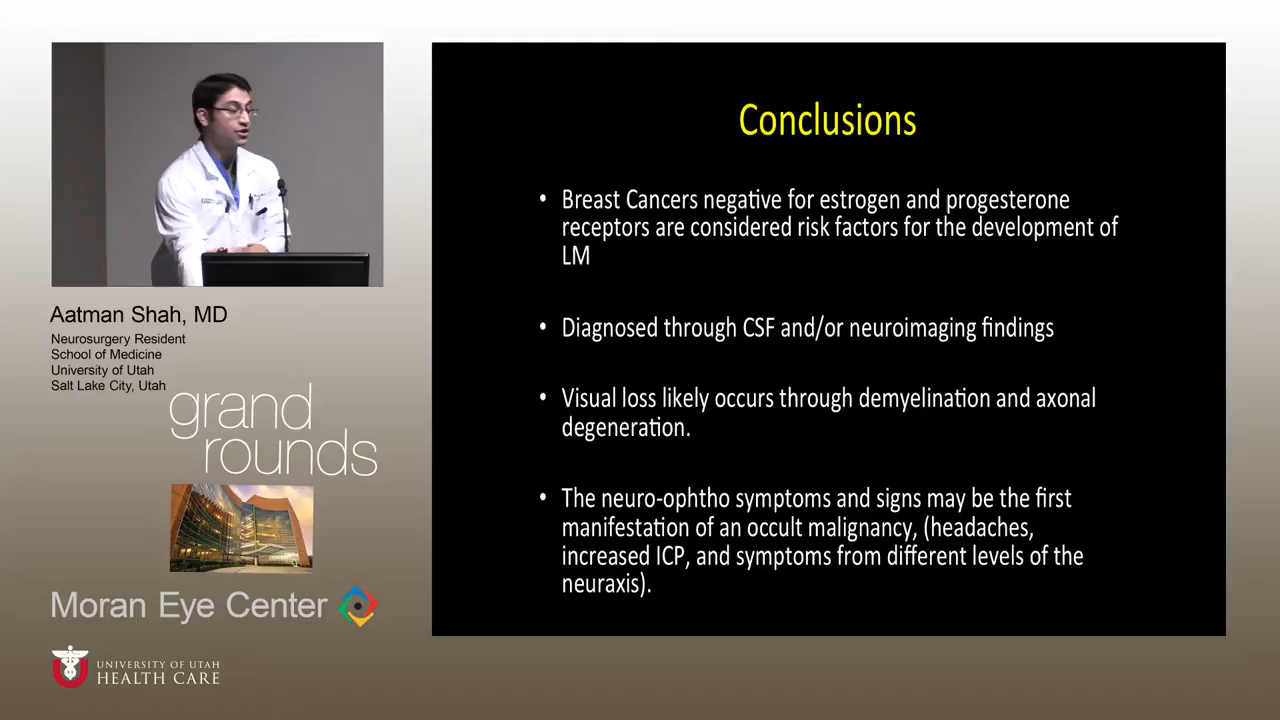 Aatman Shah, MD
Neurosurgery Resident
School of Medicine
University of Utah
Salt Lake City, Utah
grand
rounds
Moran Eye Center
UNIVERSITY OF UTAH
HEALTH CARE
Conclusions
• Breast Cancers negative for estrogen and progesterone
receptors are considered risk factors for the development of
LM
• Diagnosed through CSF and/or neuroimaging findings
• Visual loss likely occurs through demyelination and axonal
degeneration.
• The neuro-ophtho symptoms and signs may be the first
manifestation of an occult malignancy, (headaches,
increased ICP, and symptoms from different levels of the
neuraxis).